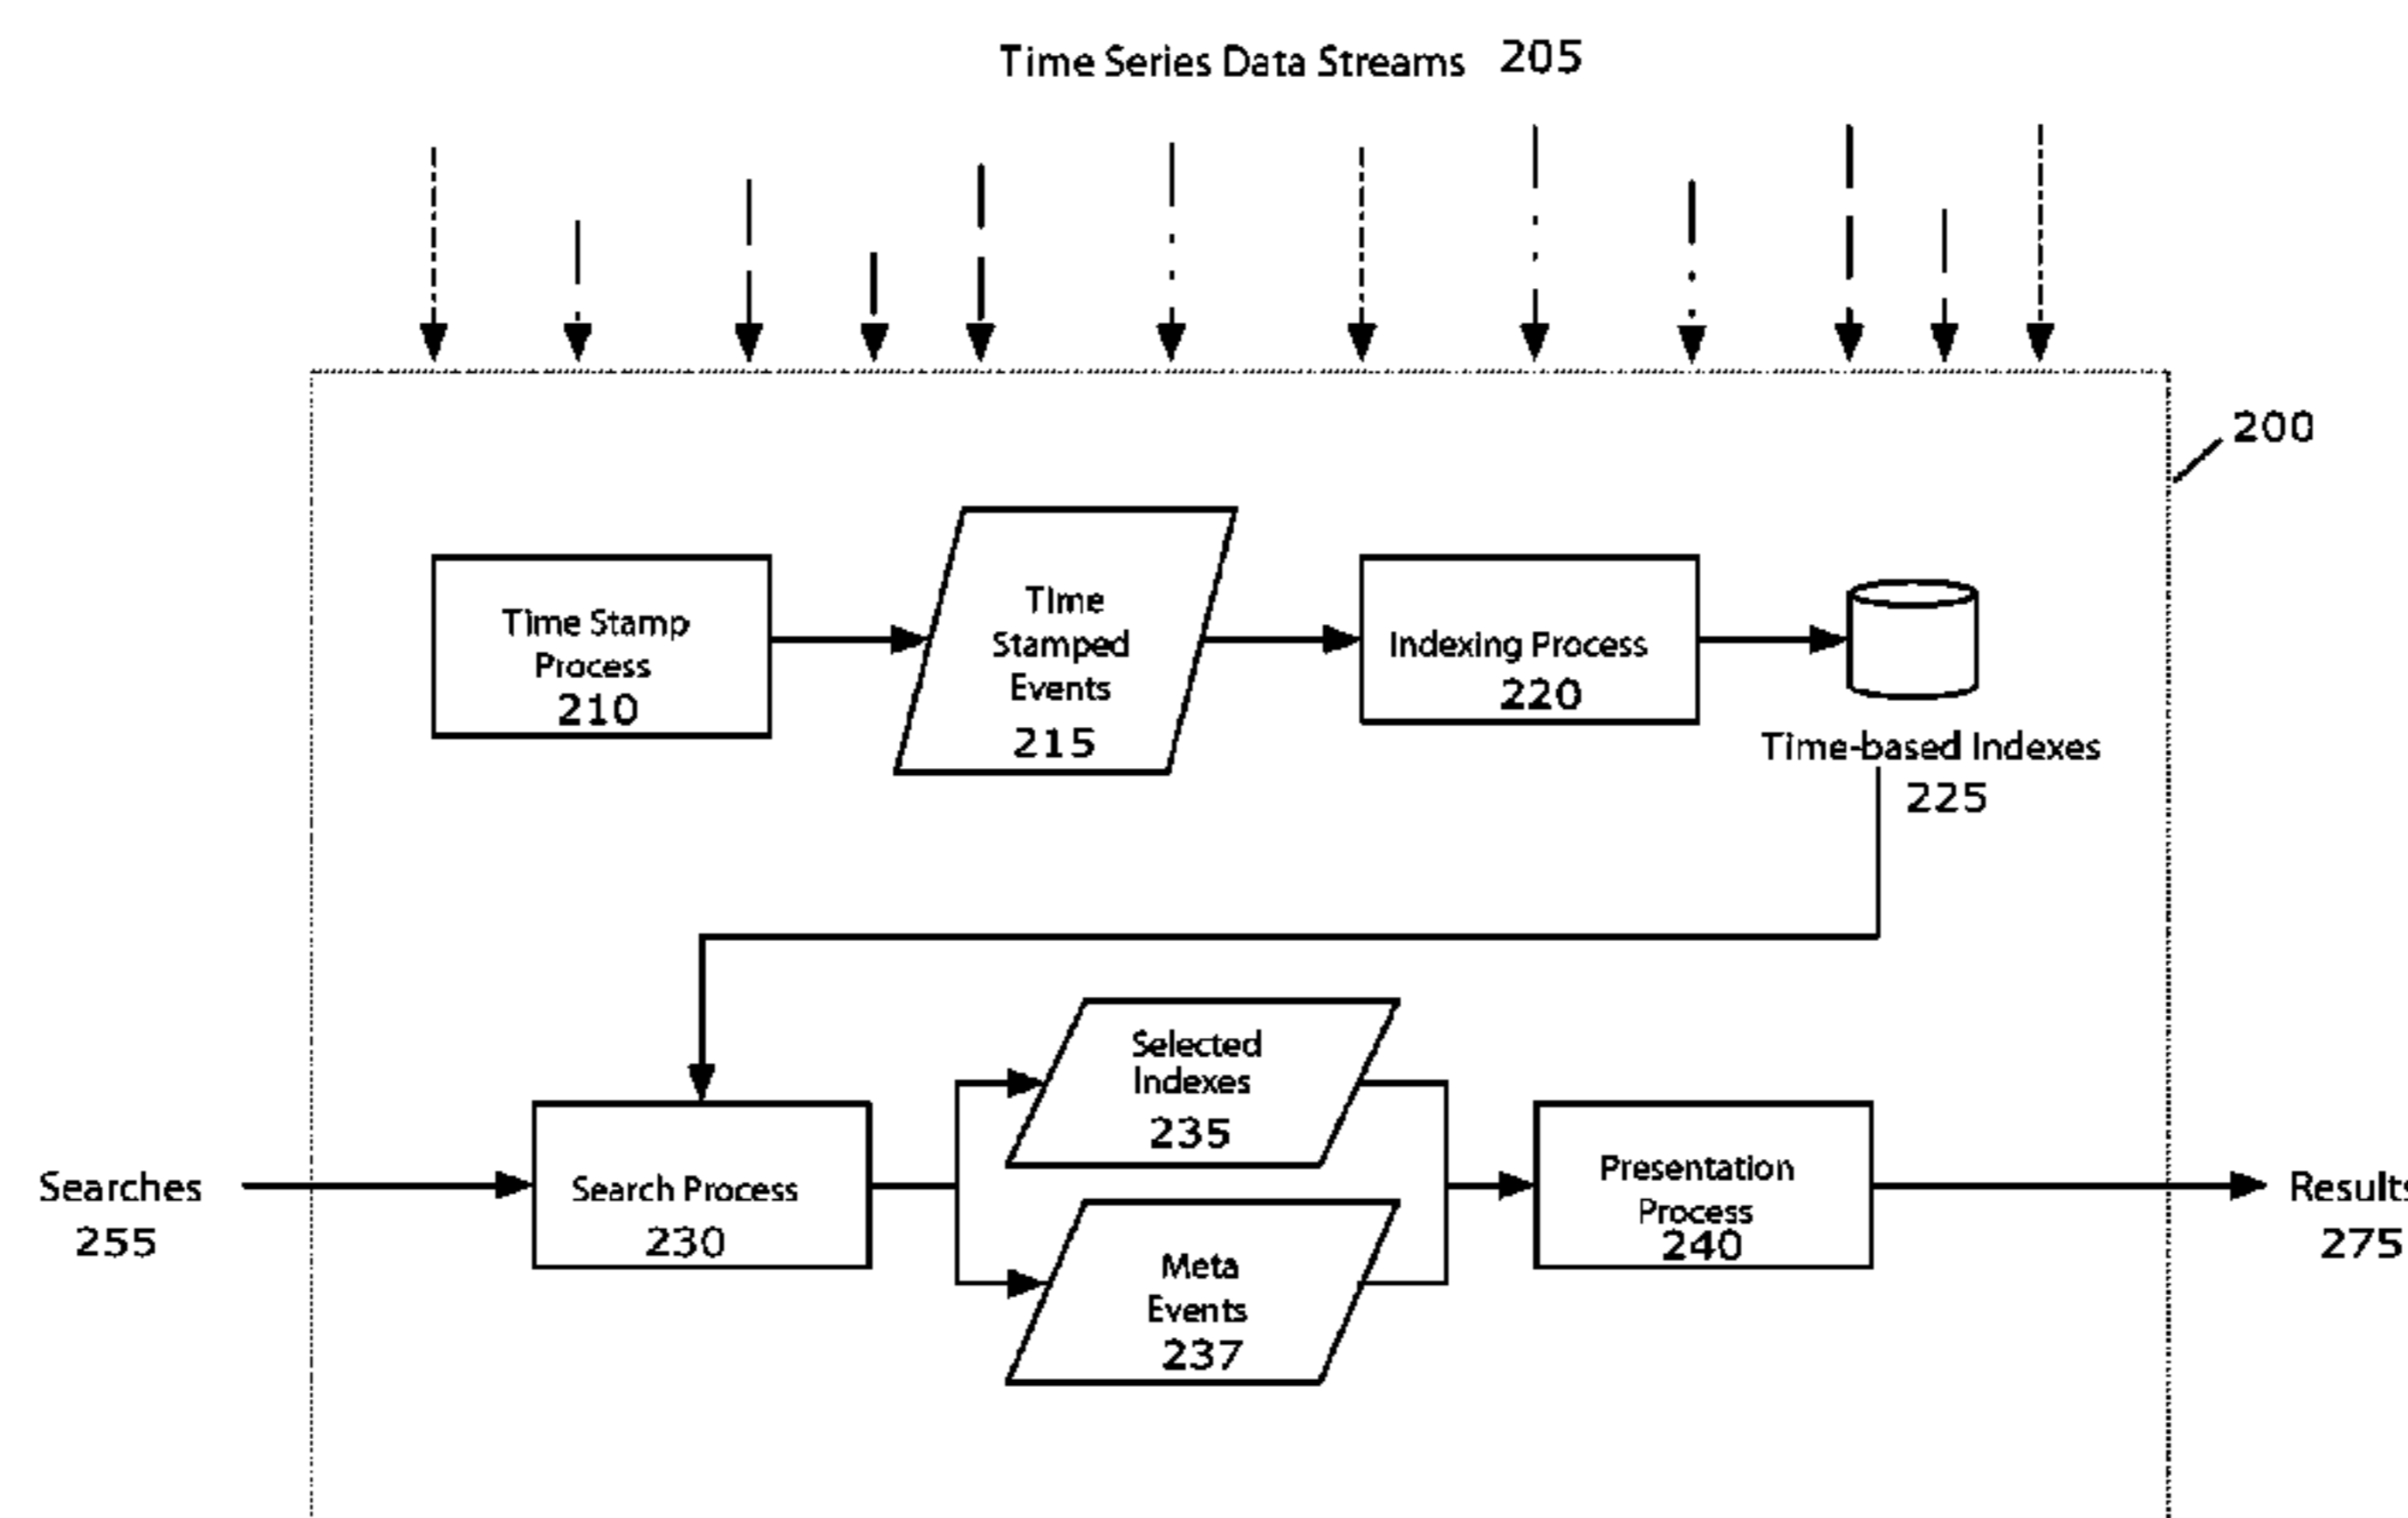 Time Series Data Streams 205
200
Time Stamp
Process
210
Time
Stamped
Events
215
Indexing Process
220
Time-based Indexes
225
Searches
255
Search Process
230
Selected
Indexes
235
Meta
Events
237
Presentation
Process
240
Results
275